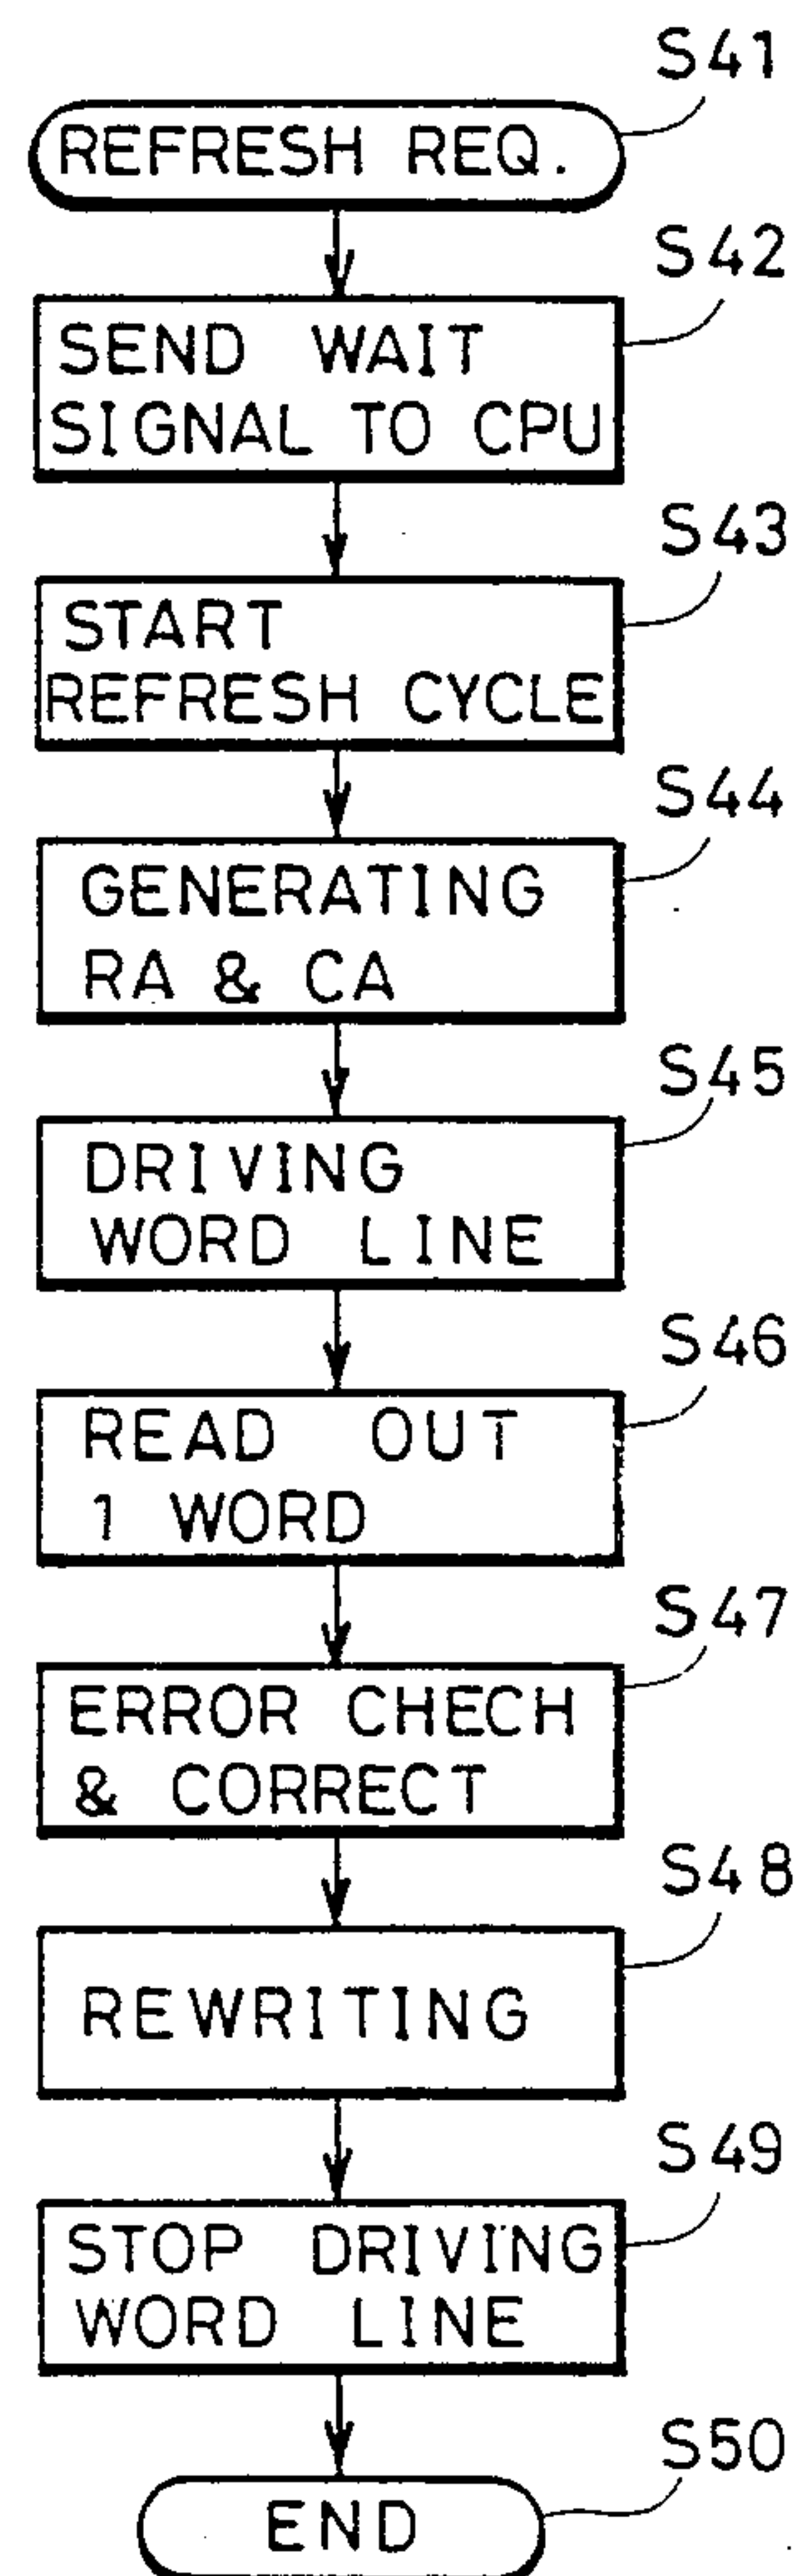 S41
REFRESH REQ.
S42
SEND WAIT
SIGNAL TO CPU
S43
START
REFRESH CYCLE
S44
GENERATING
RA & CA
S45
DRIVING
WORD LINE
S46
READ OUT
1 WORD
S47
ERROR CHECH
& CORRECT
S48
REWRITING
S49
STOP DRIVING
WORD LINE
S50
END